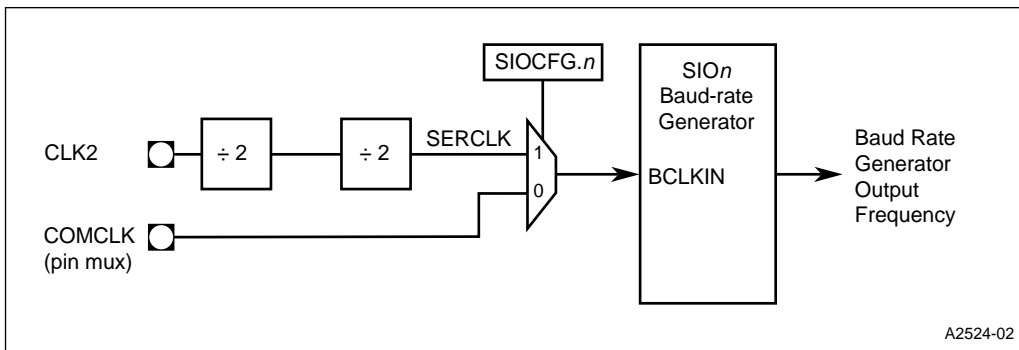 SIOCFG.n
SIOn
Baud-rate
Generator
CLK2
÷ 2
÷ 2
SERCLK
1
0
BCLKIN
Baud Rate
Generator
Output
Frequency
COMCLK
(pin mux)
A2524-02